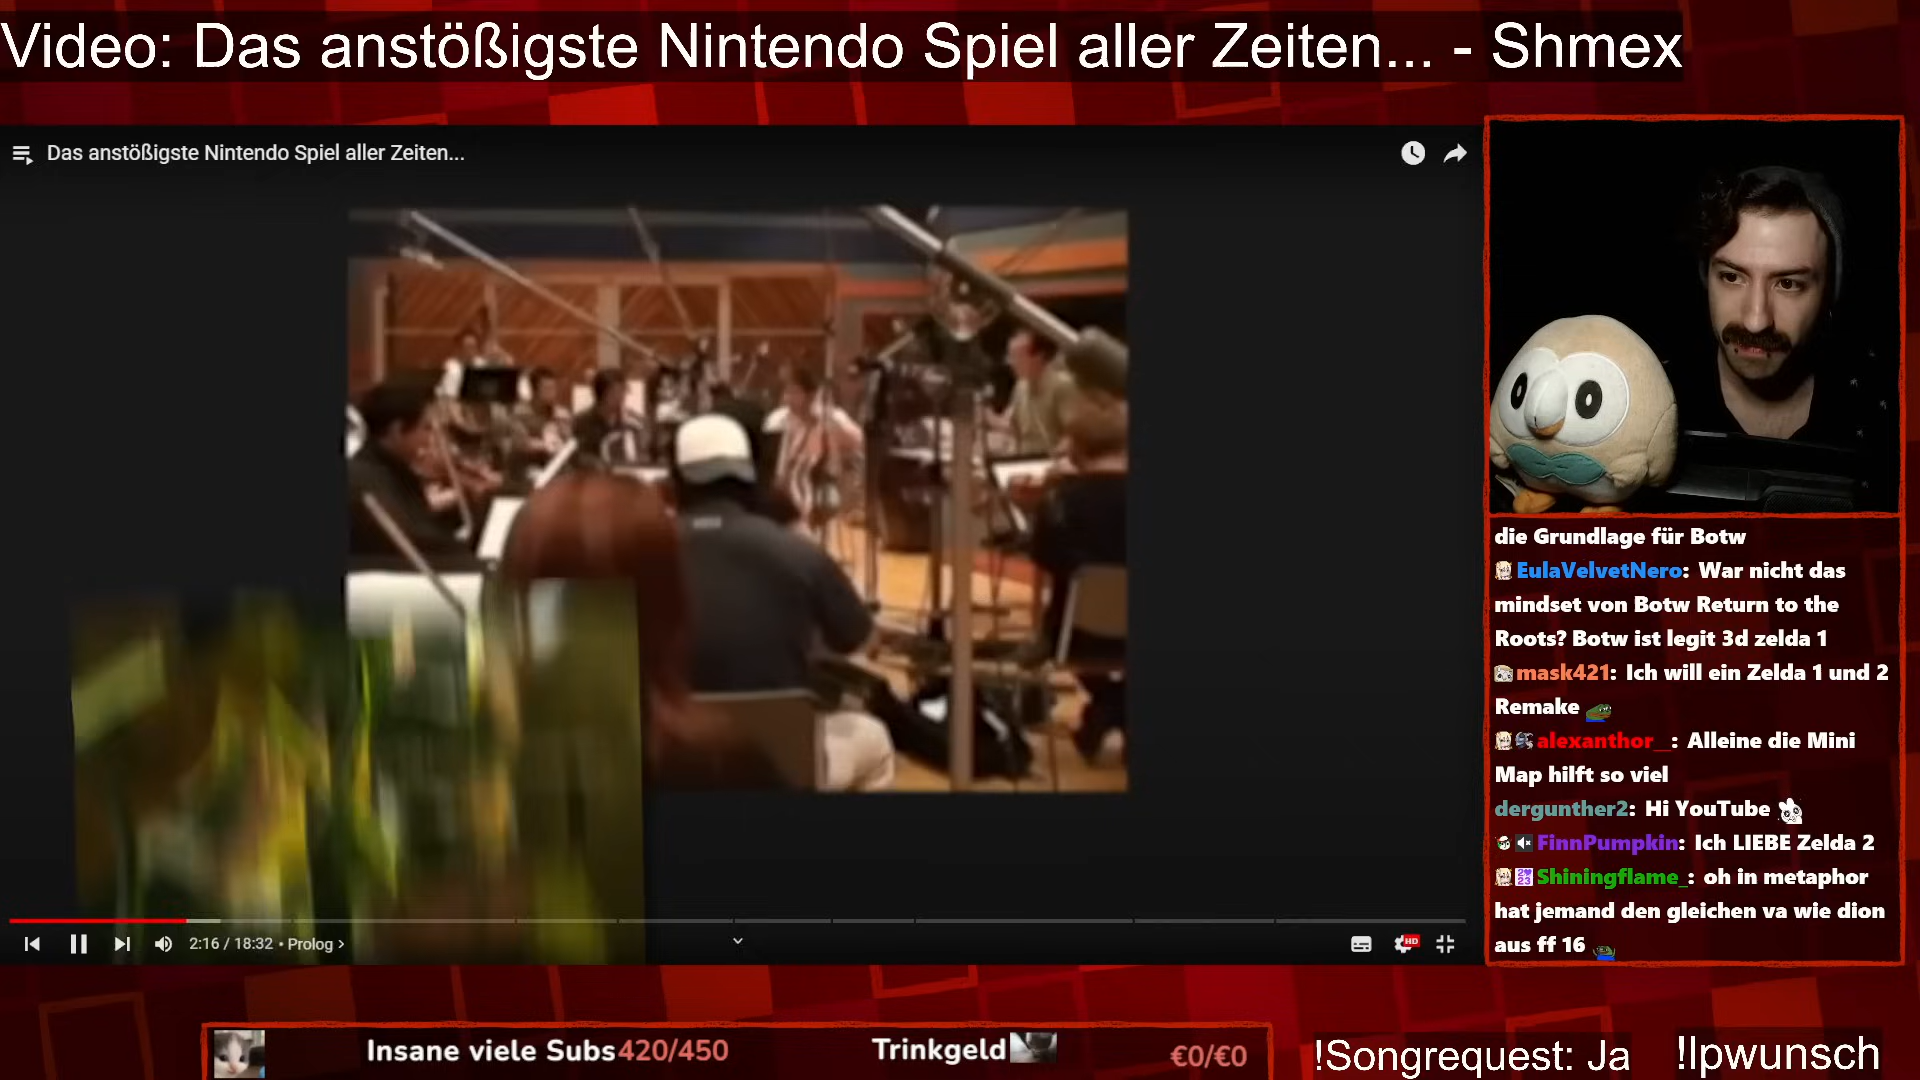 Video: Das anstößigste Nintendo Spiel aller Zeiten... - Shmex
Das anstößigste Nintendo Spiel aller Zeiten...
die Grundlage für Botw
EulaVelvetNero: War nicht das
mindset von Botw Return to the
Roots? Botw ist legit 3d zelda 1
mask421: Ich will ein Zelda 1 und 2
Remake
alexanthor__: Alleine die Mini
Map hilft so viel
dergunther2: Hi YouTube
FinnPumpkin: Ich LIEBE Zelda 2
Shiningflame_: oh in metaphor
hat jemand den gleichen va wie dion
aus ff 16
2:16 / 18:32 • Prolog ›
HD
Insane viele Subs 420/450
Trinkgeld €0/€0
!Songrequest: Ja
!lpwunsch